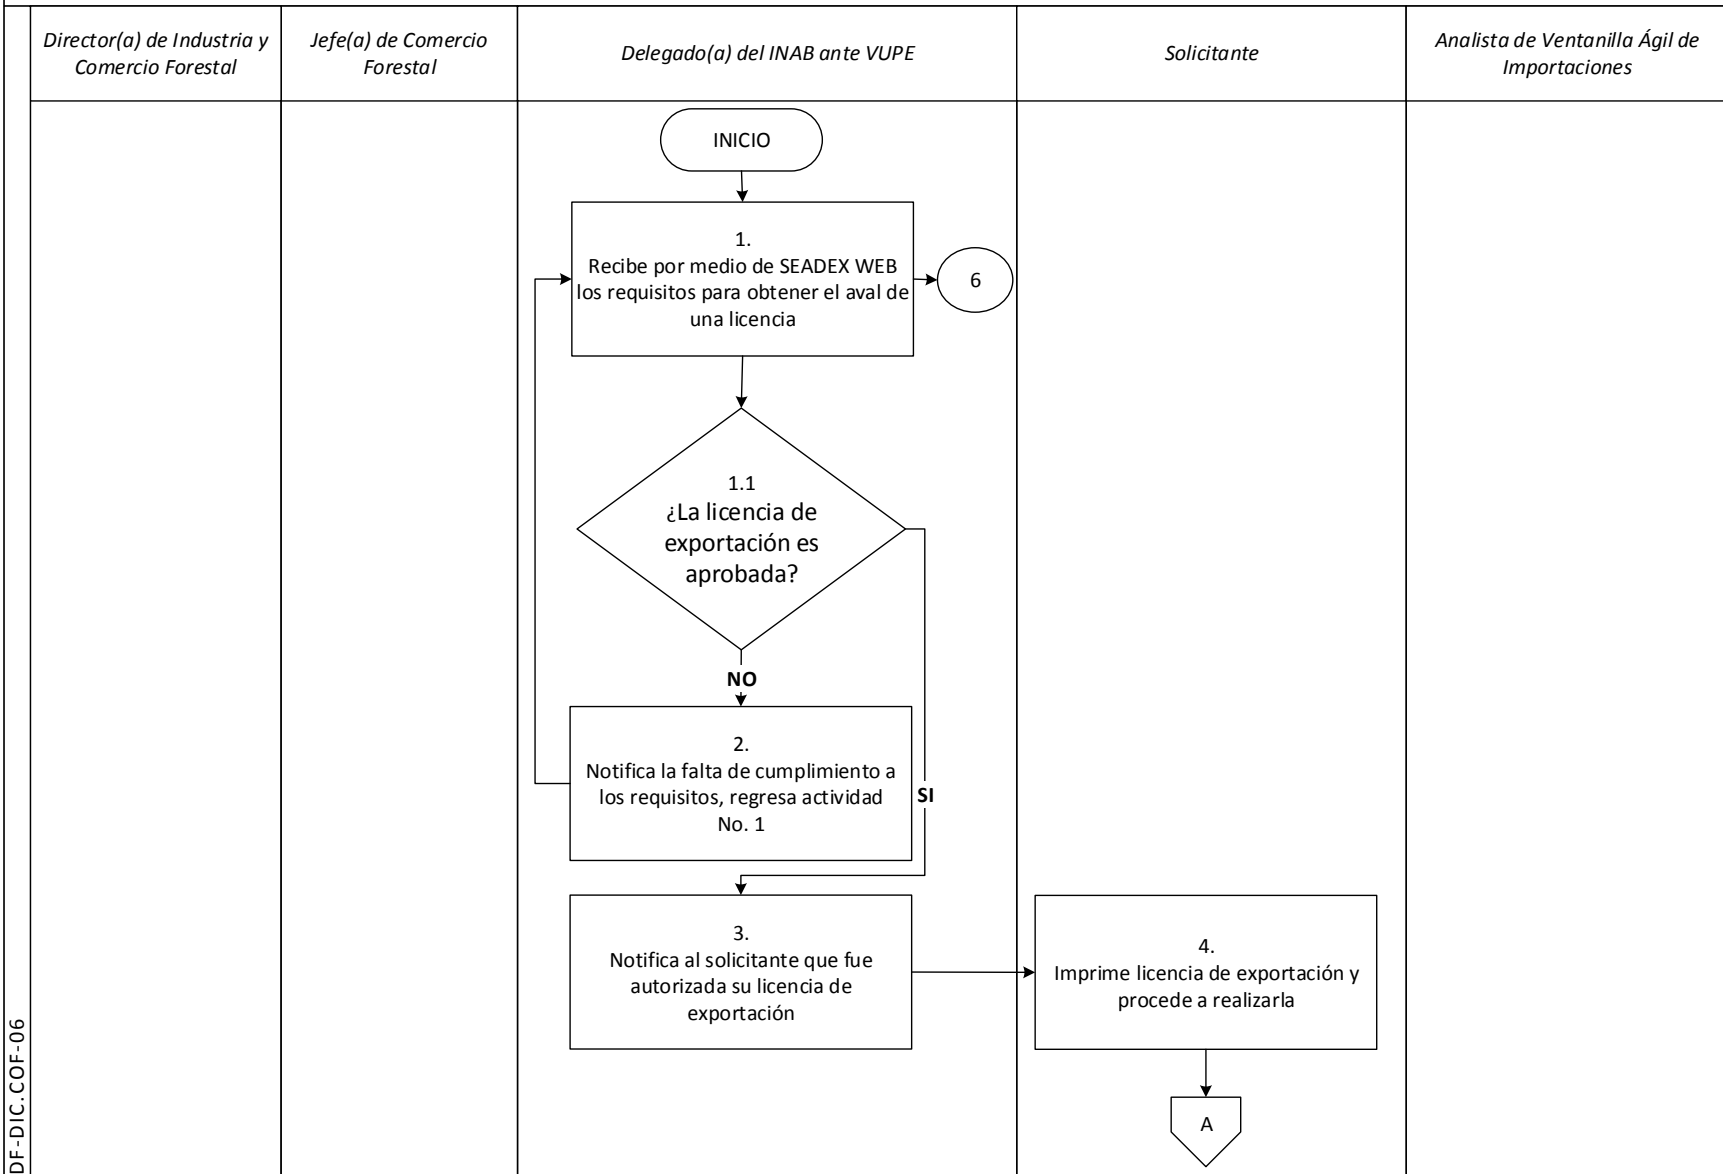 Director(a) de Industria y
Comercio Forestal
Jefe(a) de Comercio
Forestal
Delegado(a) del INAB ante VUPE
Solicitante
Analista de Ventanilla Ágil de
Importaciones
INICIO
1.
Recibe por medio de SEADEX WEB
los requisitos para obtener el aval de
una licencia
6
1.1
¿La licencia de
exportación es
aprobada?
NO
2.
Notifica la falta de cumplimiento a
los requisitos, regresa actividad
No. 1
SI
3.
Notifica al solicitante que fue
autorizada su licencia de
exportación
4.
Imprime licencia de exportación y
procede a realizarla
A
DF-DIC.COF-06